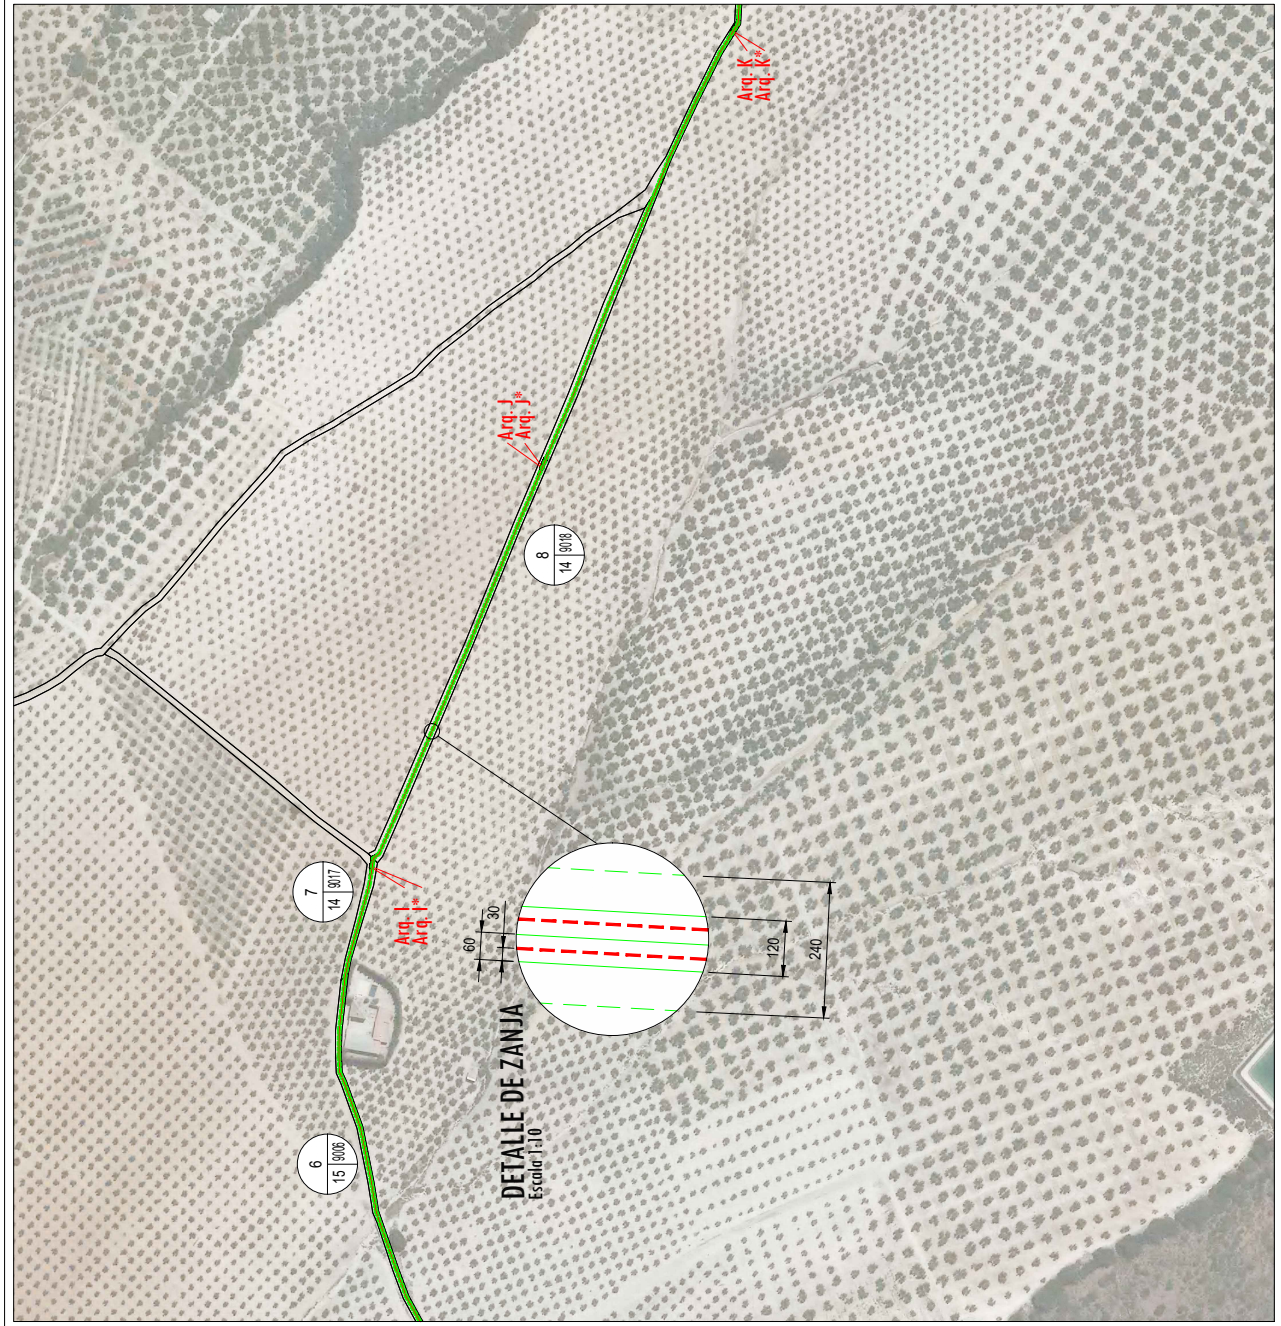 Arq. K
Arq. K*
Arq. J
Arq. J*
8
14 9018
7
14 9017
Arq. I
Arq. I*
6
15 9006
DETALLE DE ZANJA
Escala 1:10
60
30
120
240